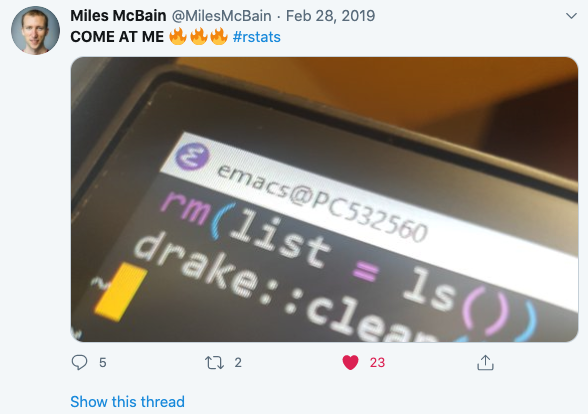 Miles McBain @MilesMcBain · Feb 28, 2019
COME AT ME 🔥🔥🔥 #rstats
emacs@PC532560
rm(list = ls())
drake::clean(
~
5
2
23
Show this thread